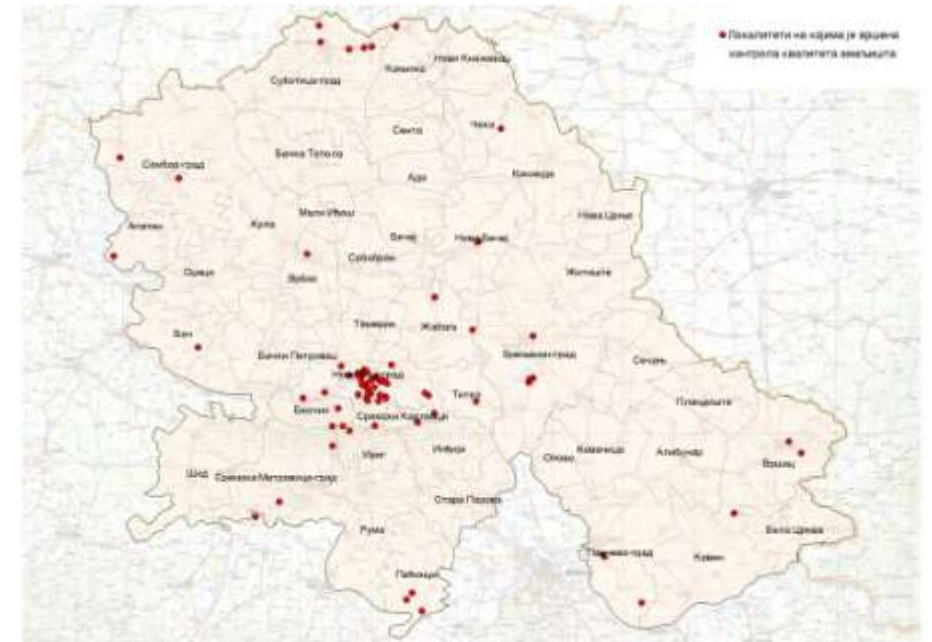 Локалитети на којима је вршена
контрола квалитета земљишта
Нови Кнежевац
Кањижа
Суботица-град
Сента
Чока
Бачка Топола
Сомбор-град
Ада
Кикинда
Мали Иђош
Нова Црња
Апатин
Кула
Бечеј
Нови Бечеј
Србобран
Житиште
Оџаци
Врбас
Темерин
Жабаљ
Бач
Бачки Петровац
Зрењанин-град
Сечањ
Тител
Пландиште
Беочин
Сремски Карловци
Ириг
Инђија
Опово
Ковачица
Алибунар
Вршац
Шид
Сремска Митровица-град
Стара Пазова
Рума
Бела Црква
Панчево-град
Ковин
Пећинци